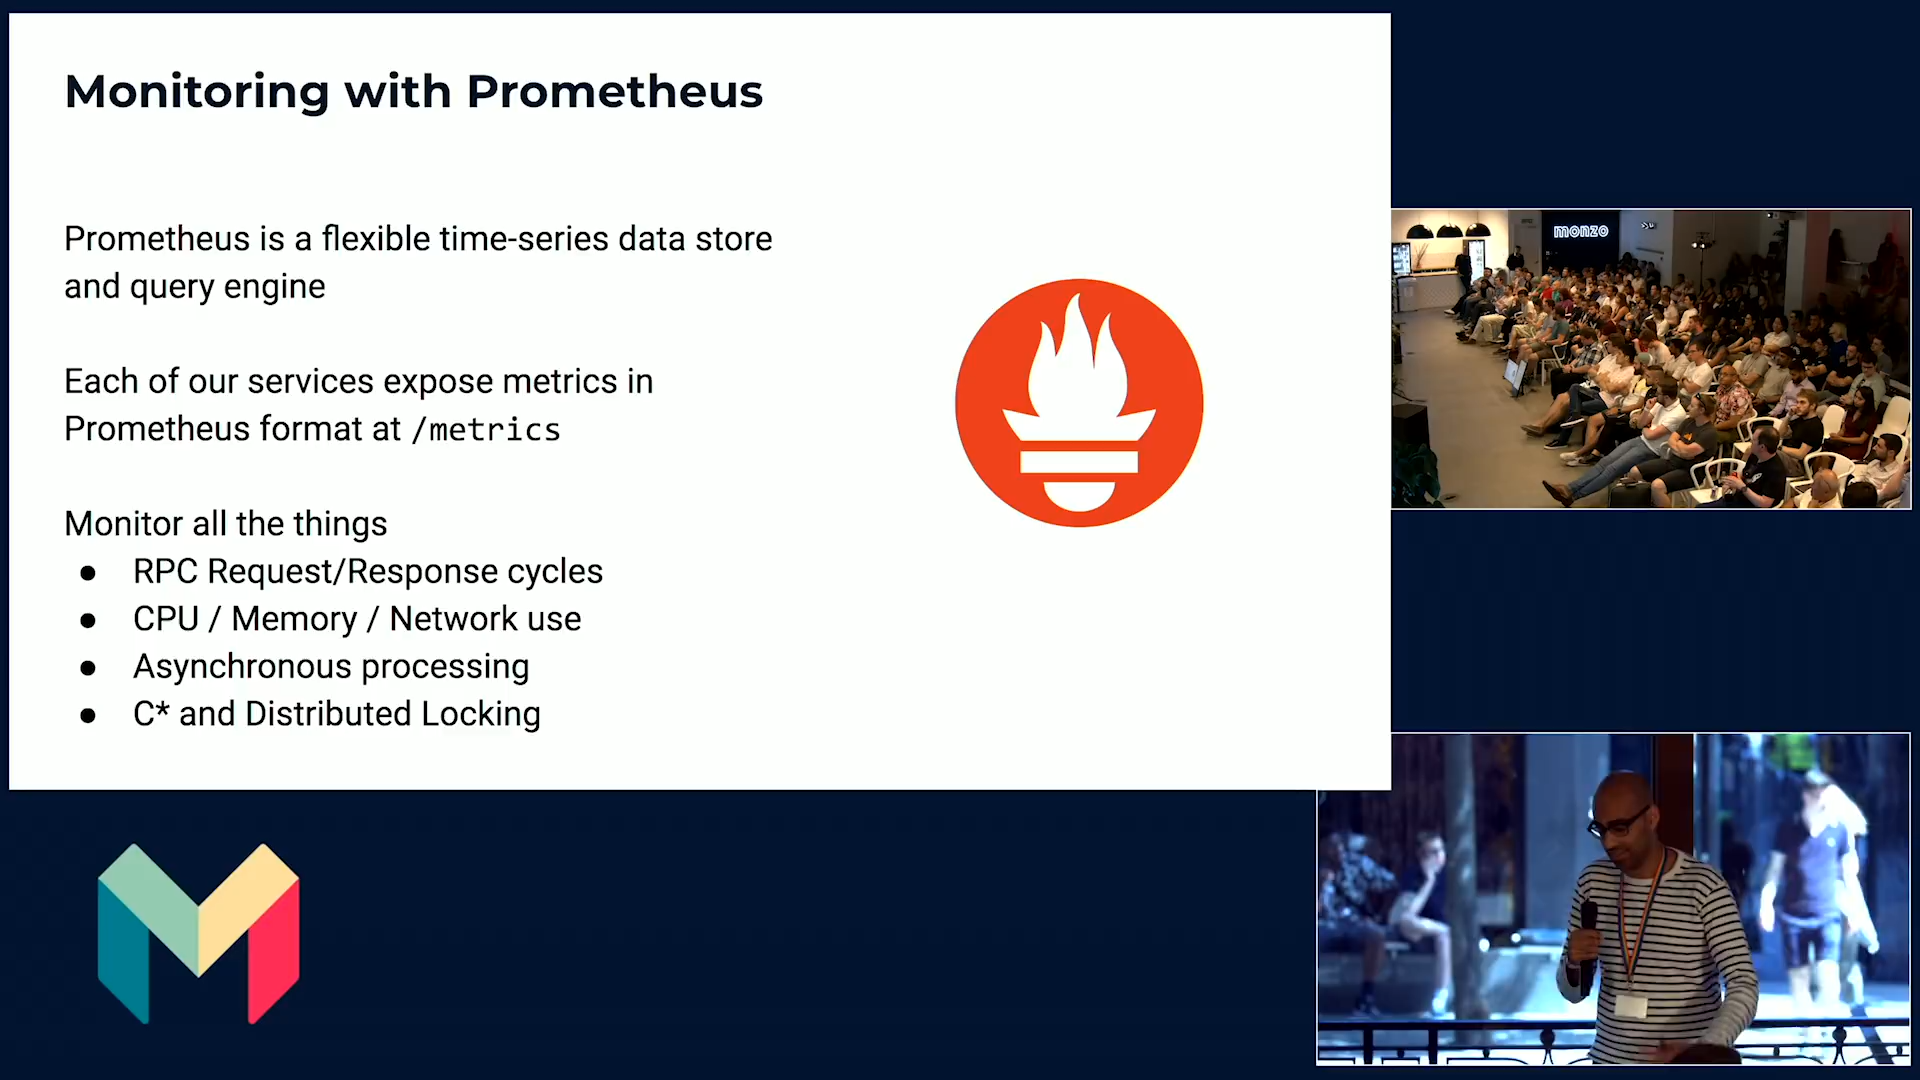 Monitoring with Prometheus
Prometheus is a flexible time-series data store
and query engine
Each of our services expose metrics in
Prometheus format at /metrics
Monitor all the things
● RPC Request/Response cycles
● CPU / Memory / Network use
● Asynchronous processing
● C* and Distributed Locking
monzo